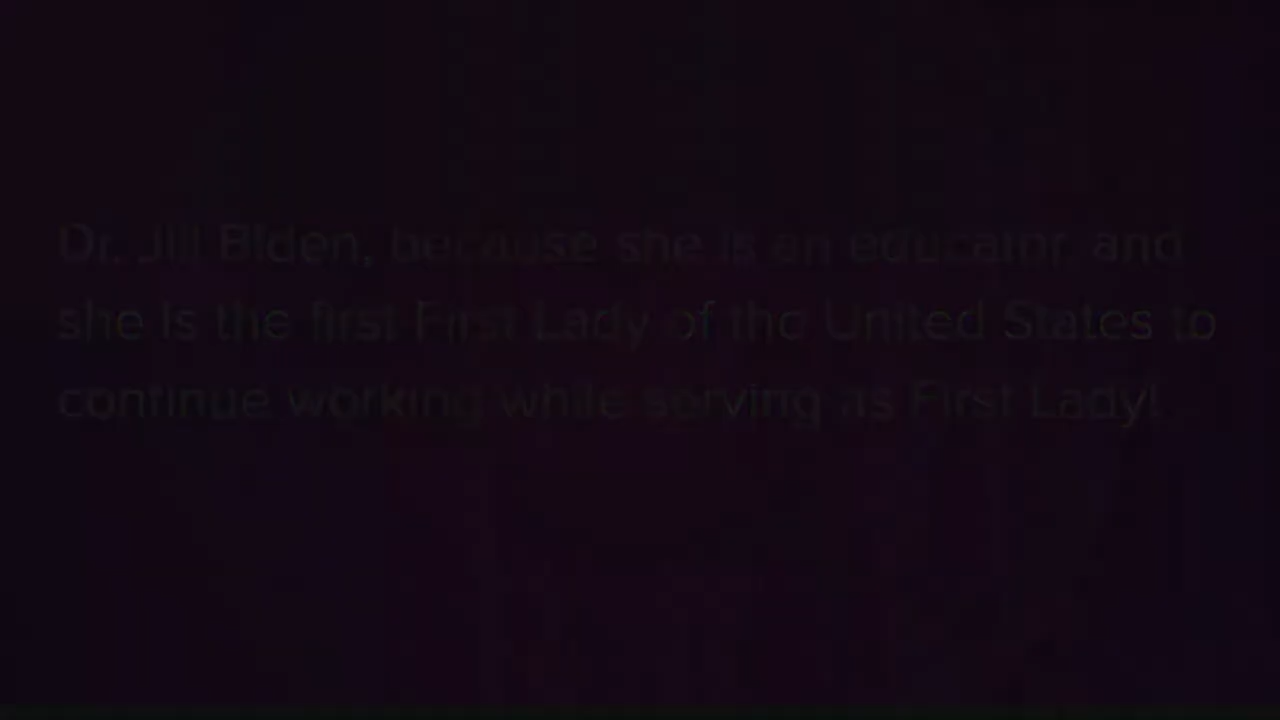 Dr. Jill Biden, because she is an educator, and
she is the first First Lady of the United States to
continue working while serving as First Lady!